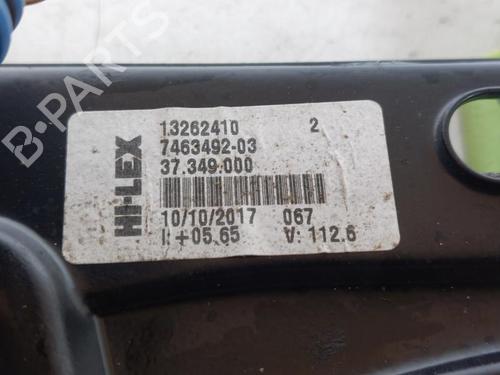 B-PARTS
HI-LEX
13262410 2
7463492-03
37.349.000
10/10/2017 067
I:+05.65 V: 112.6